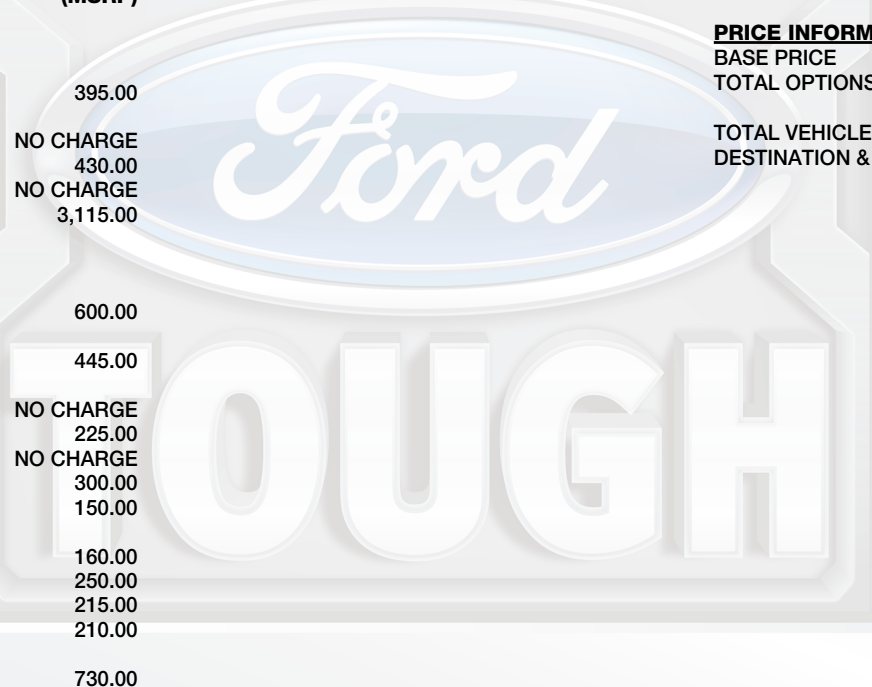 395.00
NO CHARGE
430.00
NO CHARGE
3,115.00
600.00
445.00
NO CHARGE
225.00
NO CHARGE
300.00
150.00
160.00
250.00
215.00
210.00
730.00
PRICE
BASE PRICE
TOTAL OPTIONS
TOTAL VEHICLE
DESTINATION &
Ford
TOUGH